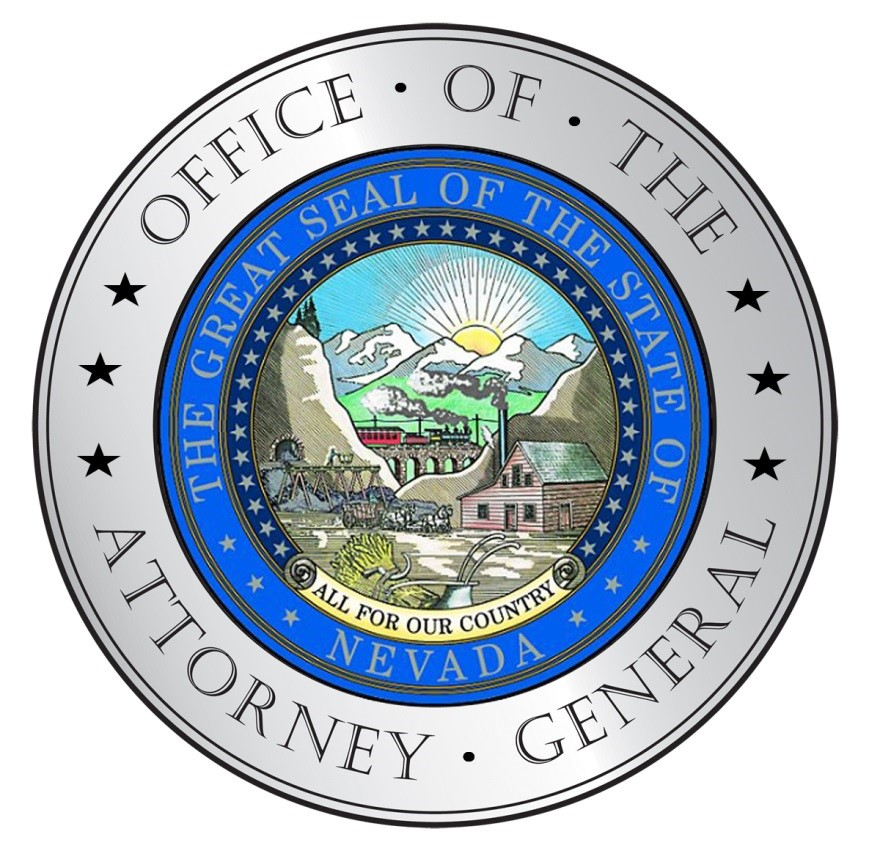 OFFICE • OF • THE
ATTORNEY • GENERAL
THE GREAT SEAL OF THE STATE OF
NEVADA
ALL FOR OUR COUNTRY